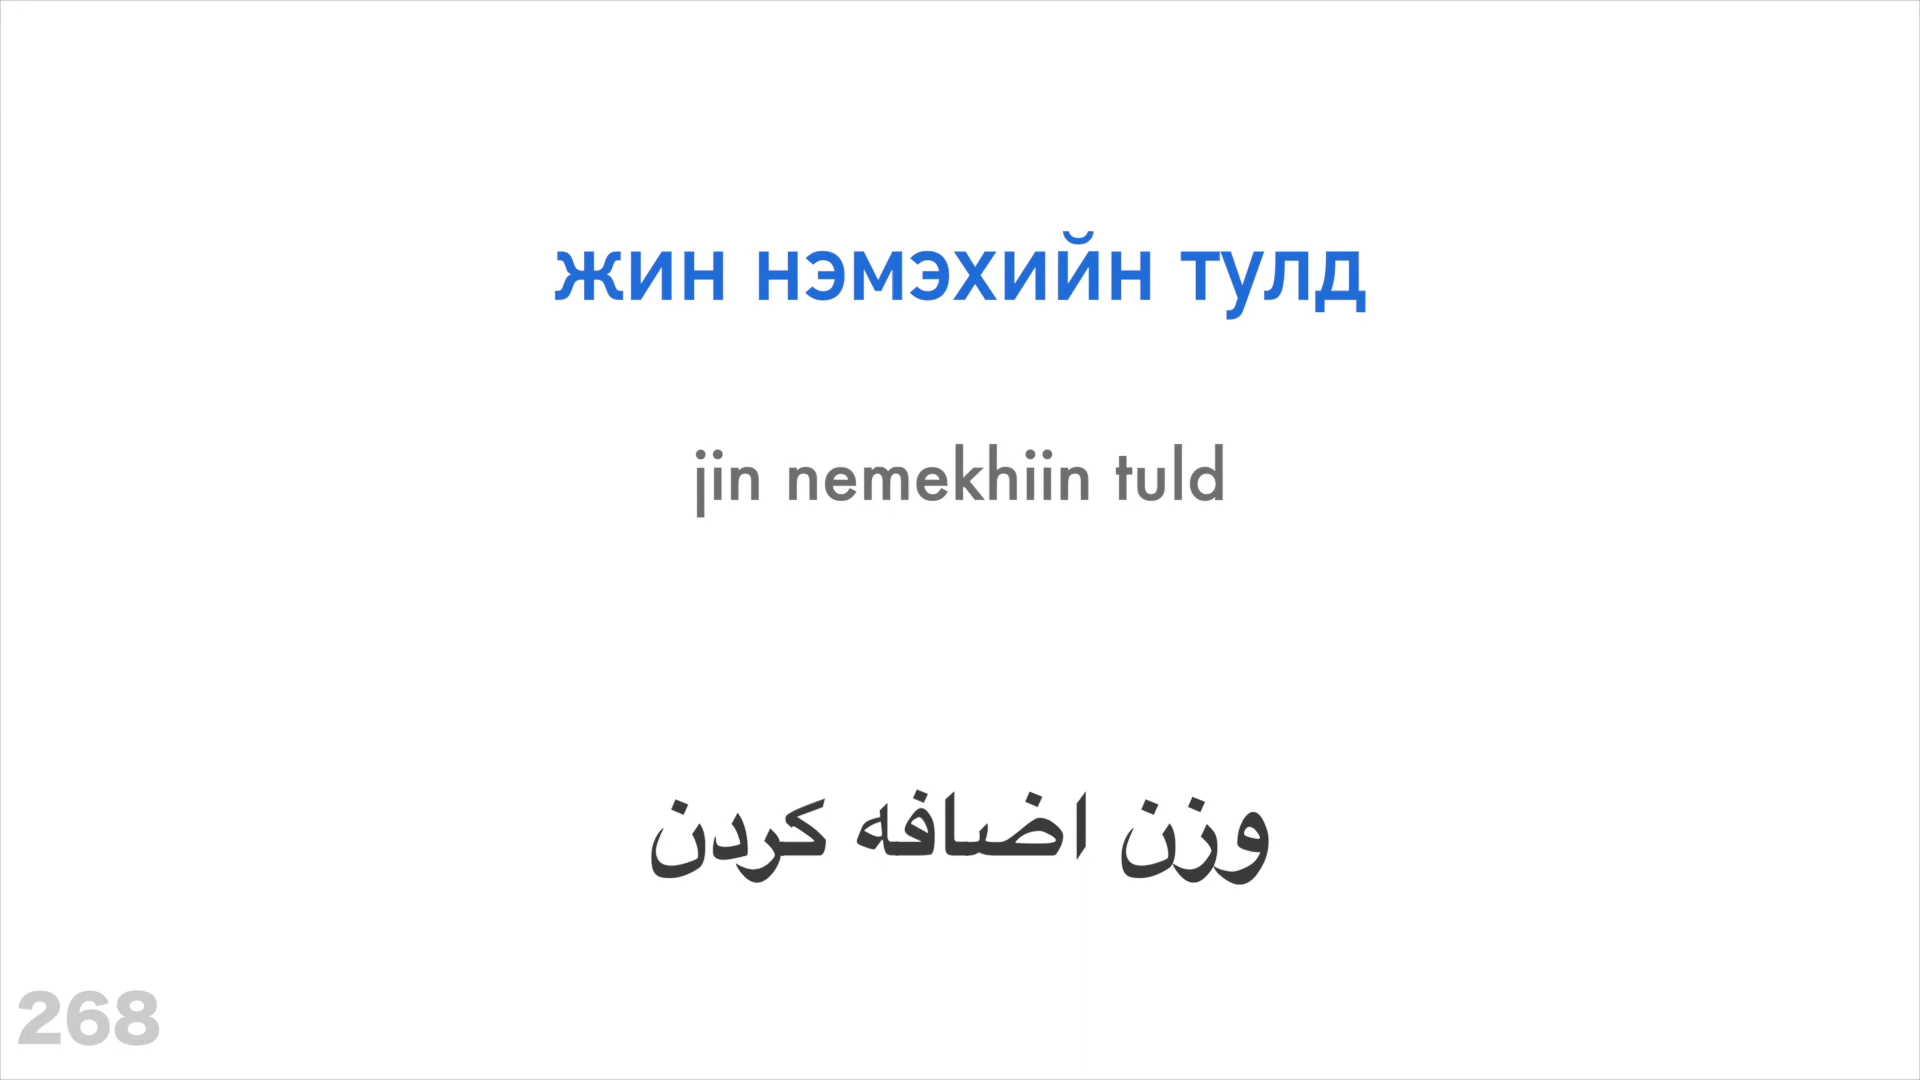 жин нэмэхийн тулд
jin nemekhiin tuld
وزن اضافه کردن
268